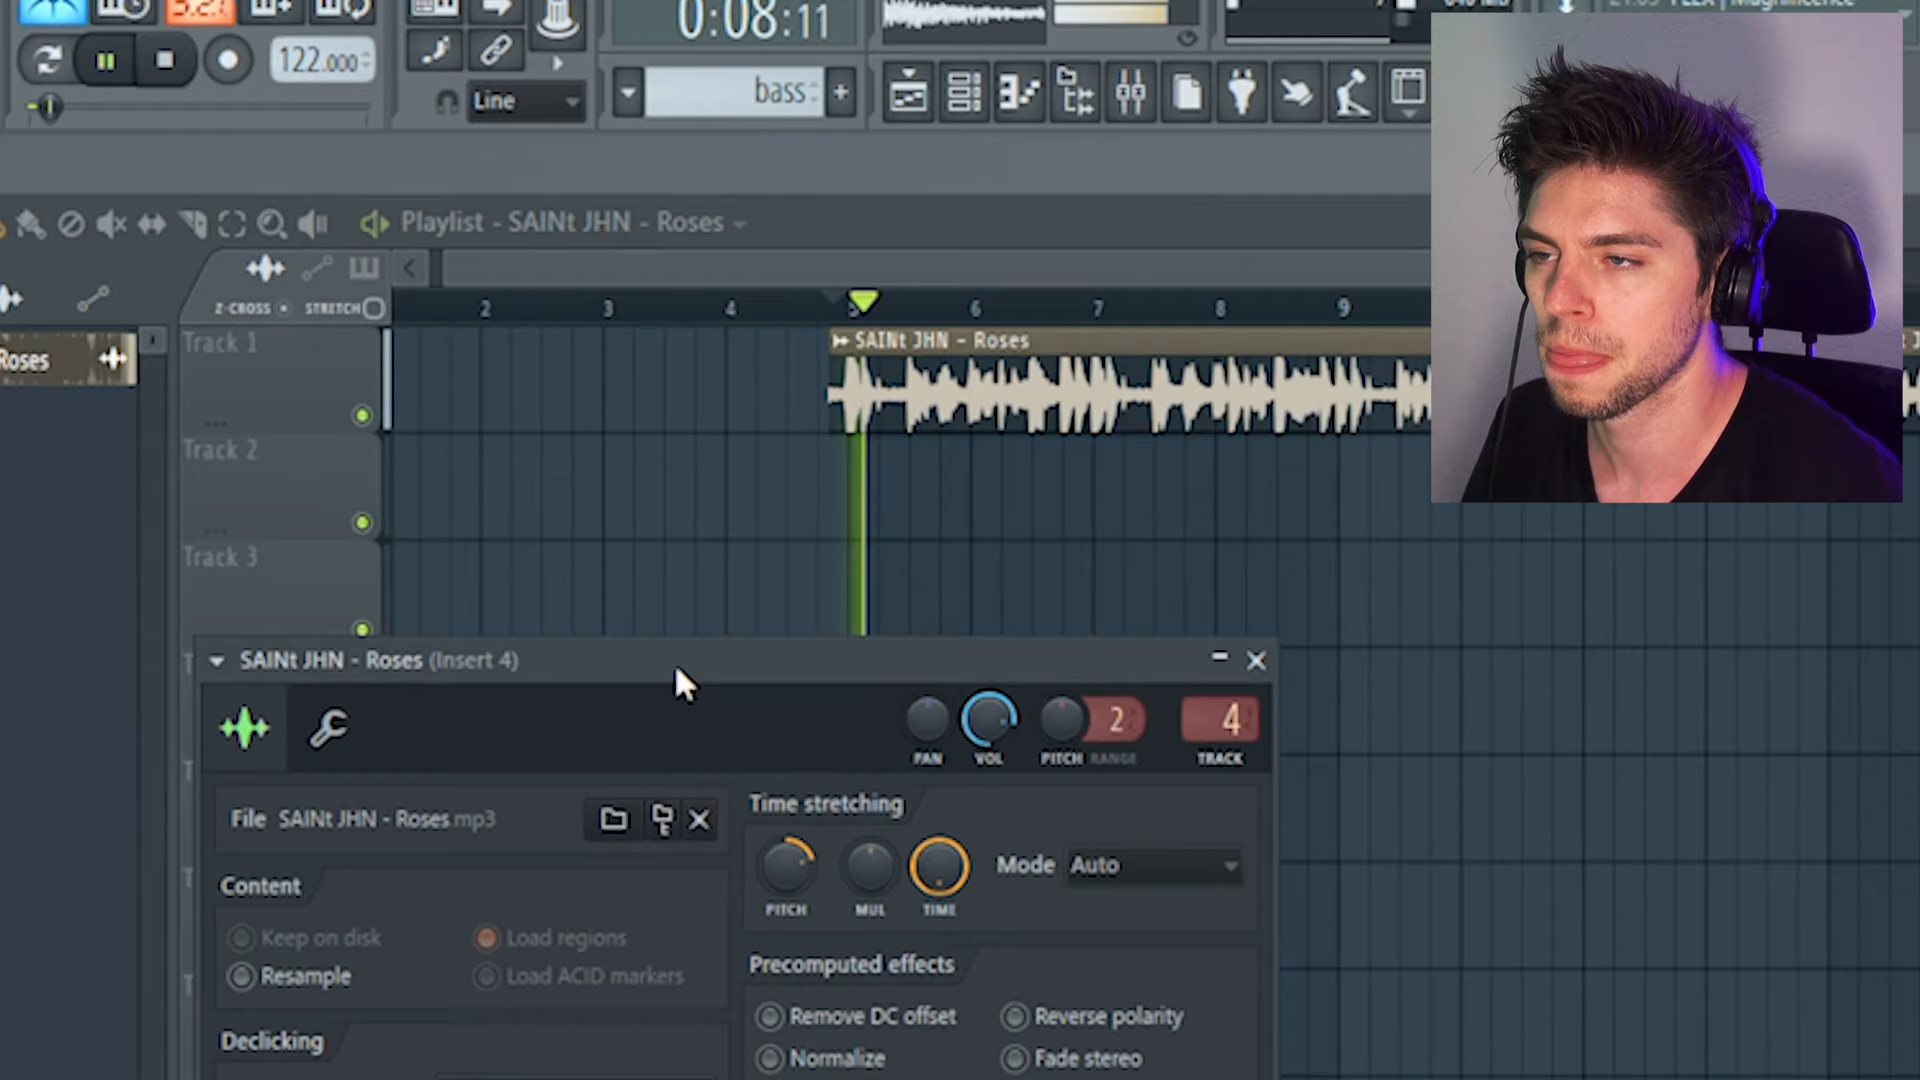 0:08:11
122.000
Line
bass
Playlist - SAINt JHN - Roses
Z-CROSS STRETCH
2 3 4 5 6 7 8 9
Roses
Track 1
SAINt JHN - Roses
Track 2
Track 3
SAINt JHN - Roses (Insert 4)
2
4
PAN VOL PITCH RANGE TRACK
File SAINt JHN - Roses.mp3
Time stretching
Mode Auto
PITCH MUL TIME
Content
Keep on disk
Load regions
Resample
Load ACID markers
Precomputed effects
Remove DC offset
Reverse polarity
Declicking
Normalize
Fade stereo